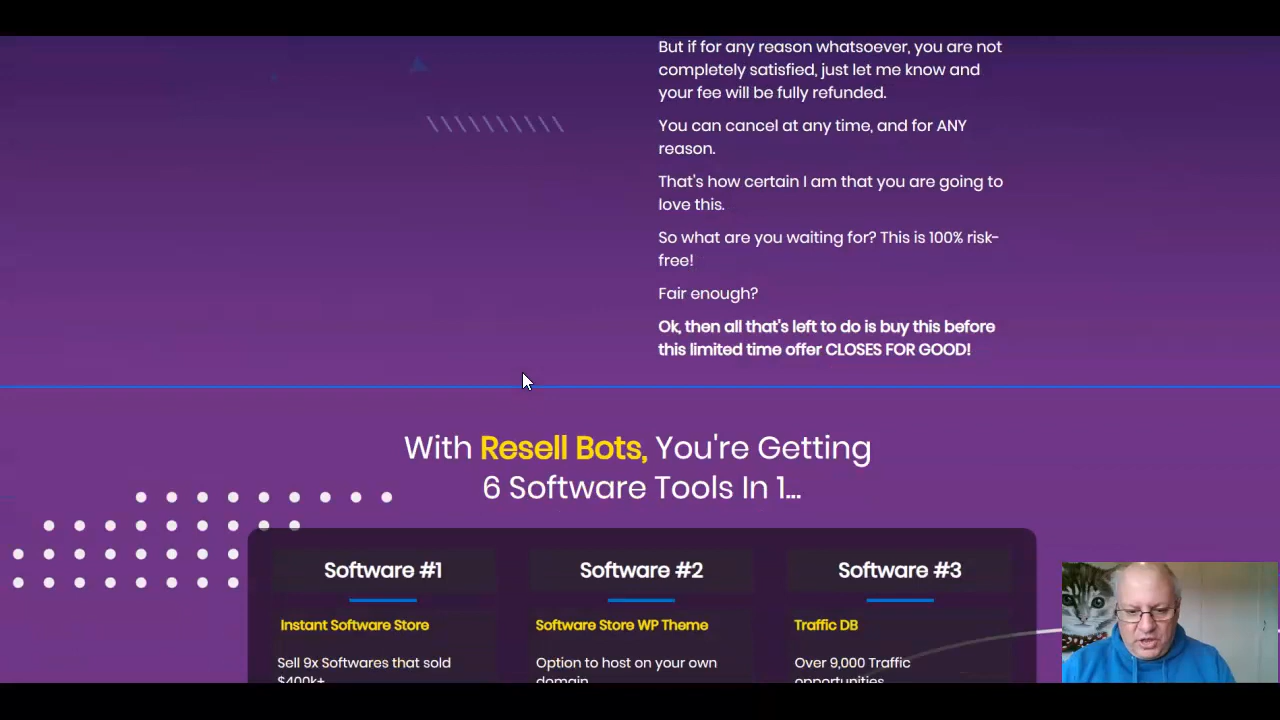 But if for any reason whatsoever, you are not
completely satisfied, just let me know and
your fee will be fully refunded.
You can cancel at any time, and for ANY
reason.
That's how certain I am that you are going to
love this.
So what are you waiting for? This is 100% risk-
free!
Fair enough?
Ok, then all that's left to do is buy this before
this limited time offer CLOSES FOR GOOD!
With Resell Bots, You're Getting
6 Software Tools In 1...
Software #1
Software #2
Software #3
Instant Software Store
Software Store WP Theme
Traffic DB
Sell 9x Softwares that sold
$400k+
Option to host on your own
domain
Over 9,000 Traffic
opportunities